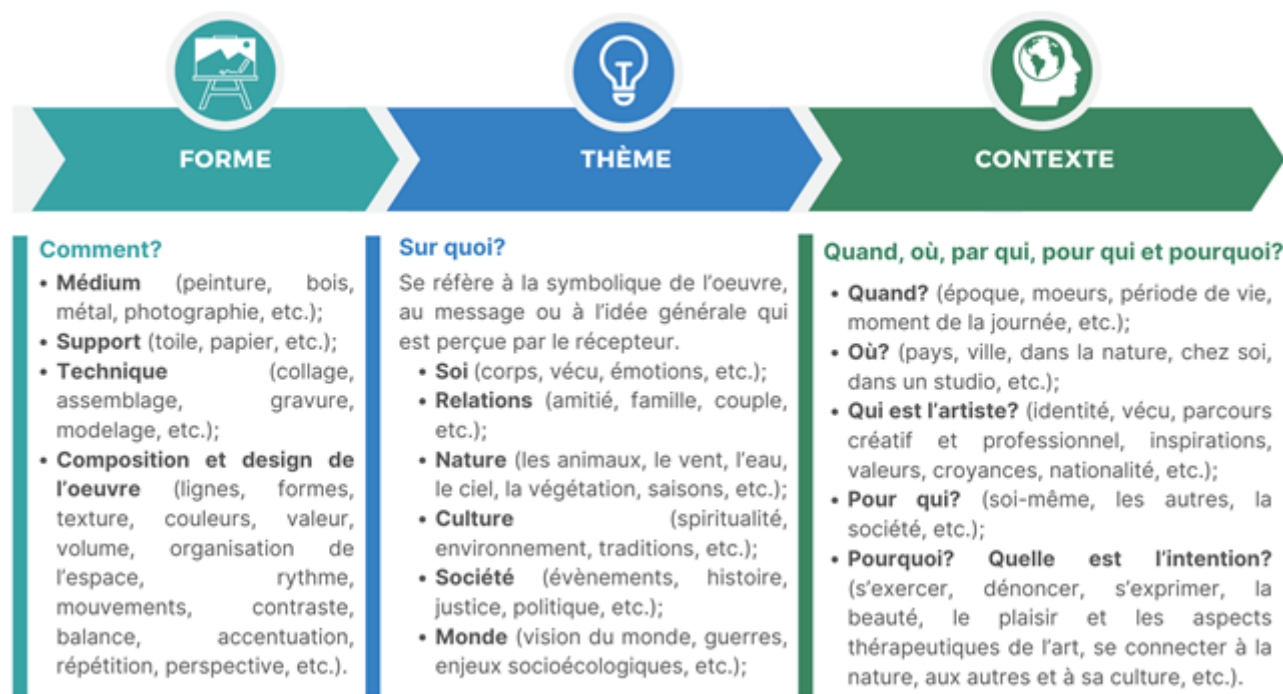 FORME
THÈME
CONTEXTE
Comment?
• Médium (peinture, bois,
métal, photographie, etc.);
• Support (toile, papier, etc.);
• Technique (collage,
assemblage, gravure,
modelage, etc.);
• Composition et design de
l'oeuvre (lignes, formes,
texture, couleurs, valeur,
volume, organisation de
l'espace, rythme,
mouvements, contraste,
balance, accentuation,
répétition, perspective, etc.).
Sur quoi?
Se réfère à la symbolique de l'oeuvre,
au message ou à l'idée générale qui
est perçue par le récepteur.
• Soi (corps, vécu, émotions, etc.);
• Relations (amitié, famille, couple,
etc.);
• Nature (les animaux, le vent, l'eau,
le ciel, la végétation, saisons, etc.);
• Culture (spiritualité,
environnement, traditions, etc.);
• Société (évènements, histoire,
justice, politique, etc.);
• Monde (vision du monde, guerres,
enjeux socioécologiques, etc.);
Quand, où, par qui, pour qui et pourquoi?
• Quand? (époque, moeurs, période de vie,
moment de la journée, etc.);
• Où? (pays, ville, dans la nature, chez soi,
dans un studio, etc.);
• Qui est l'artiste? (identité, vécu, parcours
créatif et professionnel, inspirations,
valeurs, croyances, nationalité, etc.);
• Pour qui? (soi-même, les autres, la
société, etc.);
• Pourquoi? Quelle est l'intention?
(s'exercer, dénoncer, s'exprimer, la
beauté, le plaisir et les aspects
thérapeutiques de l'art, se connecter à la
nature, aux autres et à sa culture, etc.).